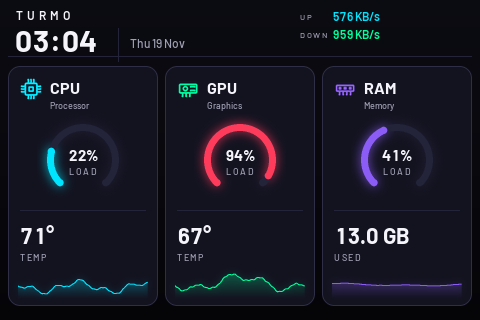 TURMO
03:04
Thu 19 Nov
UP 576 KB/s
DOWN 959 KB/s
CPU
Processor
22%
LOAD
71°
TEMP
GPU
Graphics
94%
LOAD
67°
TEMP
RAM
Memory
41%
LOAD
13.0 GB
USED